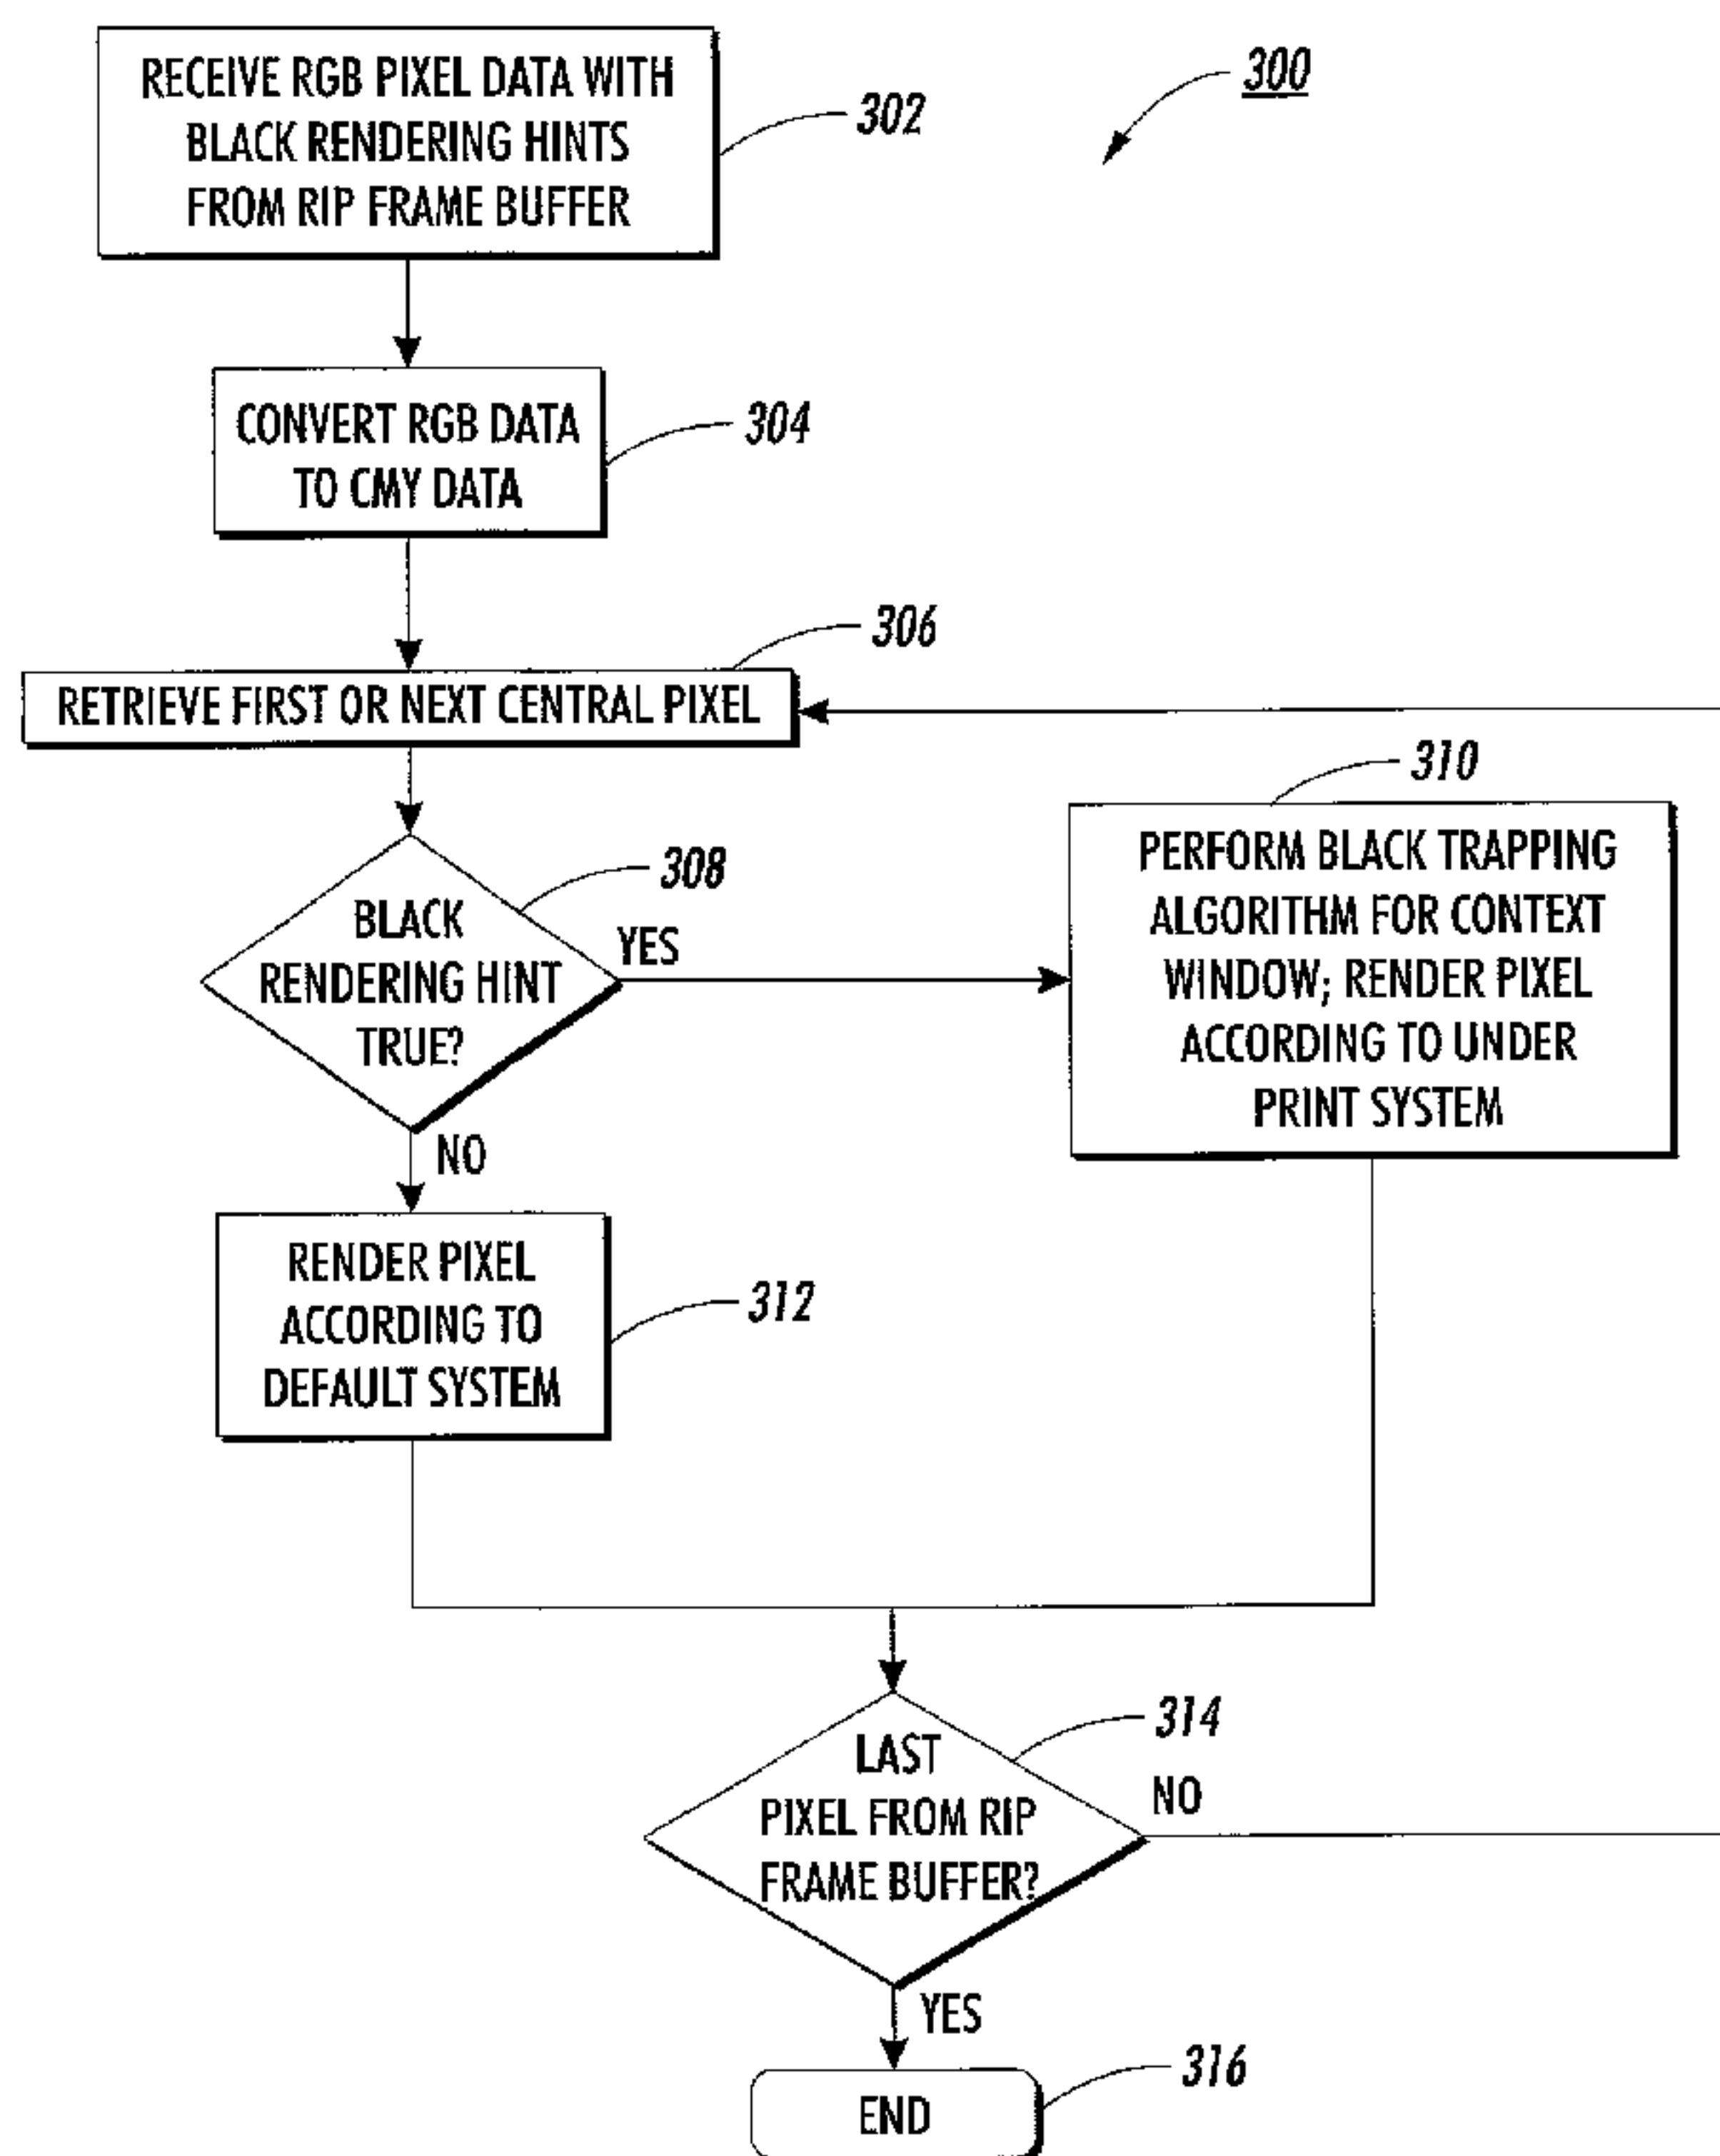 300
RECEIVE RGB PIXEL DATA WITH
BLACK RENDERING HINTS
FROM RIP FRAME BUFFER
302
CONVERT RGB DATA
TO CMY DATA
304
306
RETRIEVE FIRST OR NEXT CENTRAL PIXEL
308
BLACK
RENDERING HINT
TRUE?
YES
NO
310
PERFORM BLACK TRAPPING
ALGORITHM FOR CONTEXT
WINDOW; RENDER PIXEL
ACCORDING TO UNDER
PRINT SYSTEM
RENDER PIXEL
ACCORDING TO
DEFAULT SYSTEM
312
314
LAST
PIXEL FROM RIP
FRAME BUFFER?
NO
YES
316
END